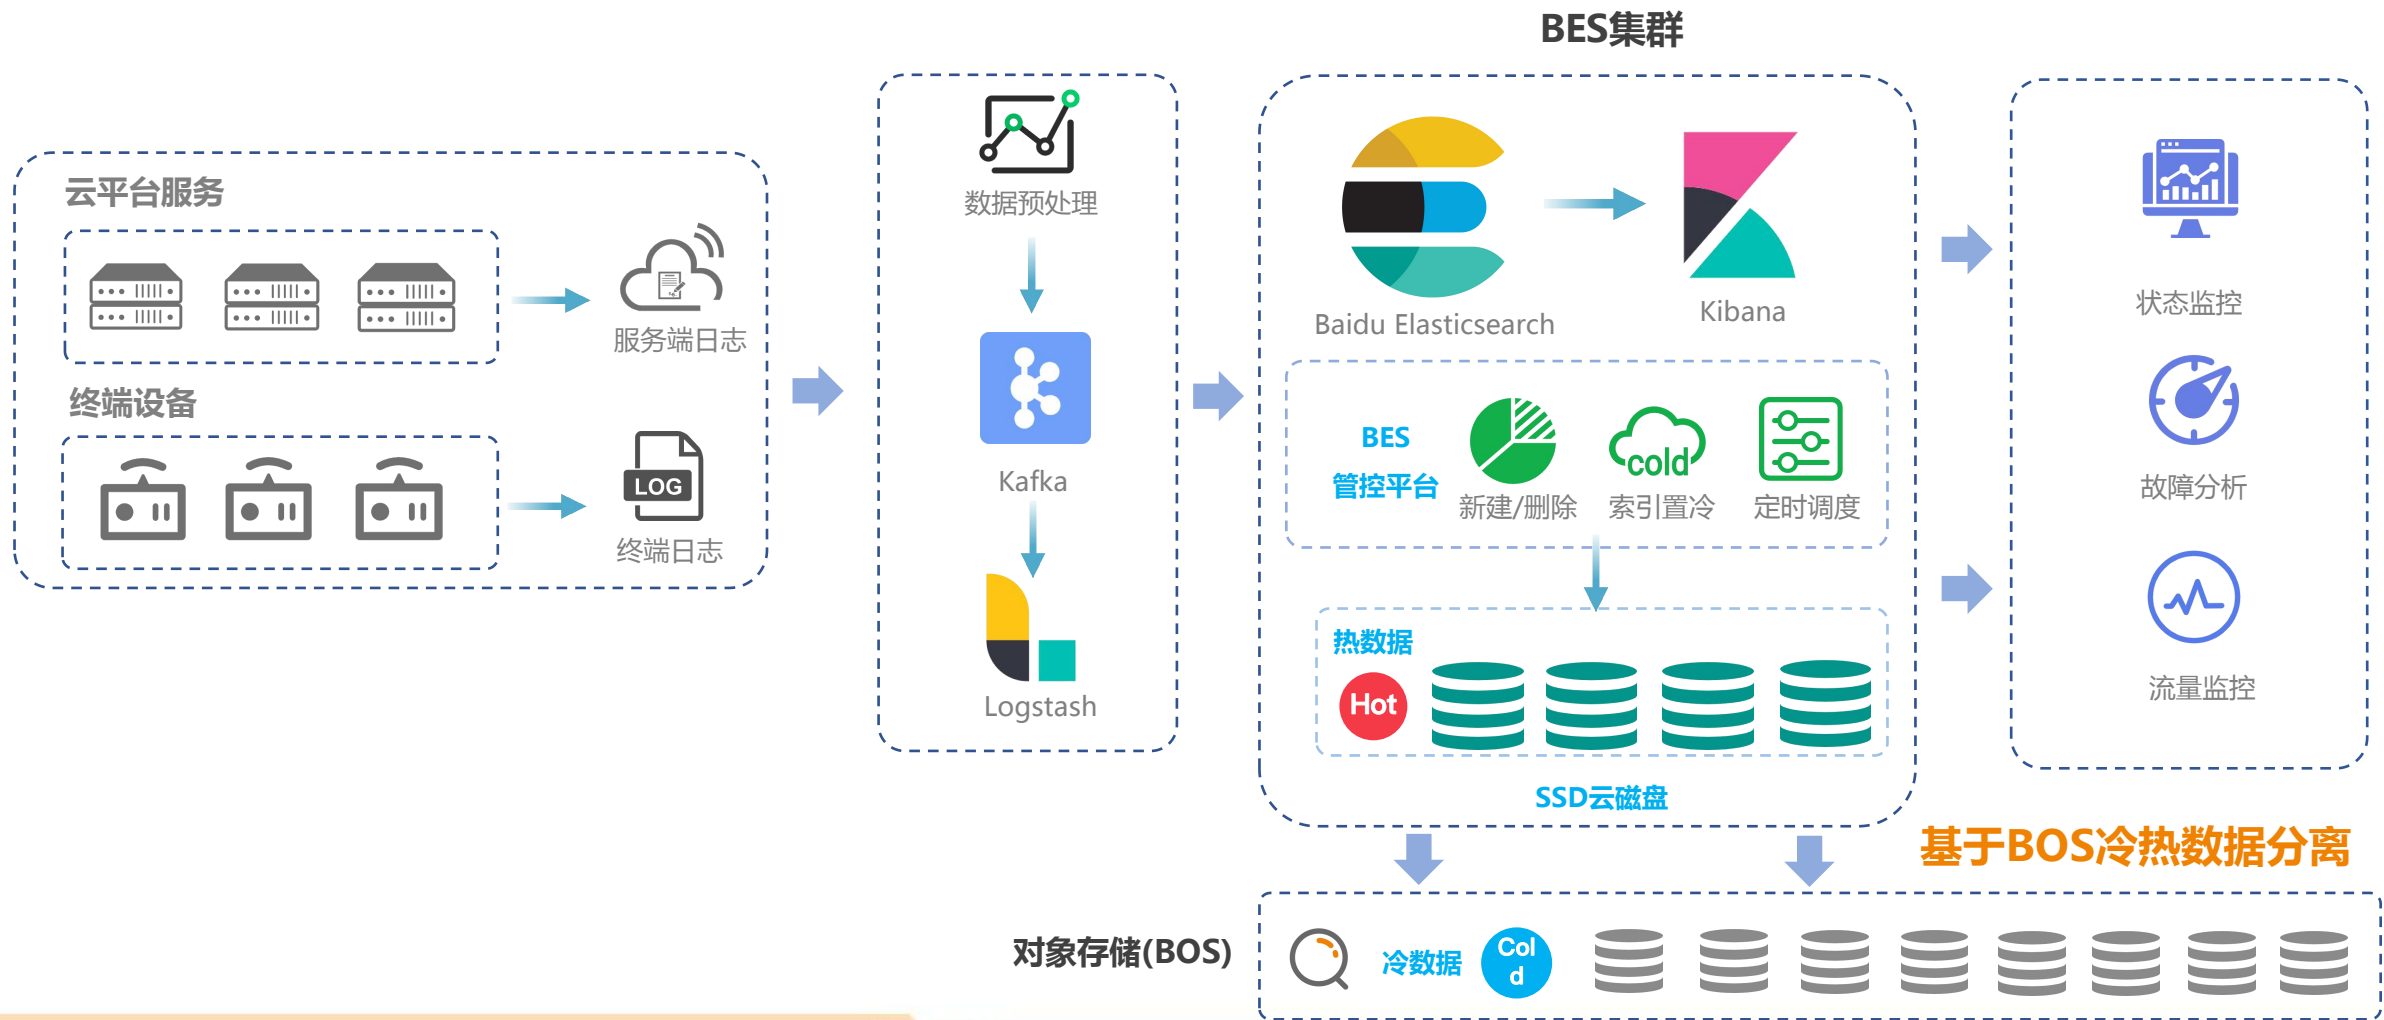 BES集群
云平台服务
服务端日志
终端设备
LOG
终端日志
数据预处理
Kafka
Logstash
Baidu Elasticsearch
Kibana
BES
管控平台
新建/删除
cold
索引置冷
定时调度
热数据
Hot
SSD云磁盘
状态监控
故障分析
流量监控
基于BOS冷热数据分离
对象存储(BOS)
冷数据
Col
d